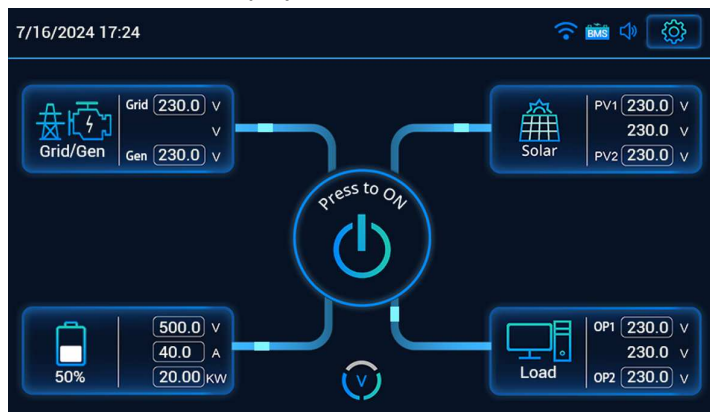 7/16/2024 17:24
BMS
Grid 230.0 V
V
Gen 230.0 V
Grid/Gen
PV1 230.0 V
230.0 V
PV2 230.0 V
Solar
Press to ON
500.0 V
40.0 A
20.00 KW
50%
OP1 230.0 V
230.0 V
OP2 230.0 V
Load
V